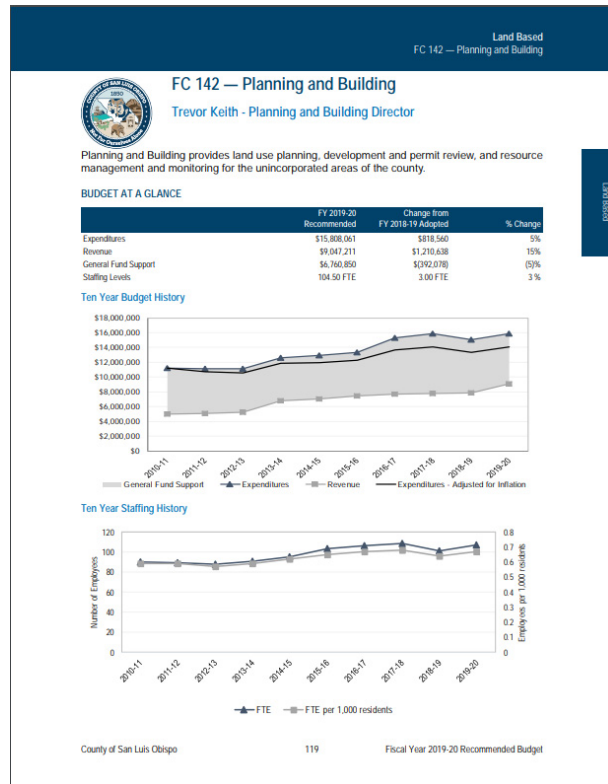 Land Based
FC 142 — Planning and Building
COUNTY OF SAN LUIS OBISPO
1850
FC 142 — Planning and Building
Trevor Keith - Planning and Building Director
Planning and Building provides land use planning, development and permit review, and resource
management and monitoring for the unincorporated areas of the county.
Land Based
BUDGET AT A GLANCE
FY 2019-20 Change from
Recommended FY 2018-19 Adopted % Change
Expenditures $15,808,061 $818,560 5%
Revenue $9,047,211 $1,210,638 15%
General Fund Support $6,760,850 $(392,078) (5)%
Staffing Levels 104.50 FTE 3.00 FTE 3 %
Ten Year Budget History
$18,000,000
$16,000,000
$14,000,000
$12,000,000
$10,000,000
$8,000,000
$6,000,000
$4,000,000
$2,000,000
$0
2010-11 2011-12 2012-13 2013-14 2014-15 2015-16 2016-17 2017-18 2018-19 2019-20
General Fund Support Expenditures Revenue Expenditures - Adjusted for Inflation
Ten Year Staffing History
Number of Employees
120
100
80
60
40
20
0
0.8
0.7
0.6
0.5
0.4
0.3
0.2
0.1
0
Employees per 1,000 residents
2010-11 2011-12 2012-13 2013-14 2014-15 2015-16 2016-17 2017-18 2018-19 2019-20
FTE FTE per 1,000 residents
County of San Luis Obispo 119 Fiscal Year 2019-20 Recommended Budget